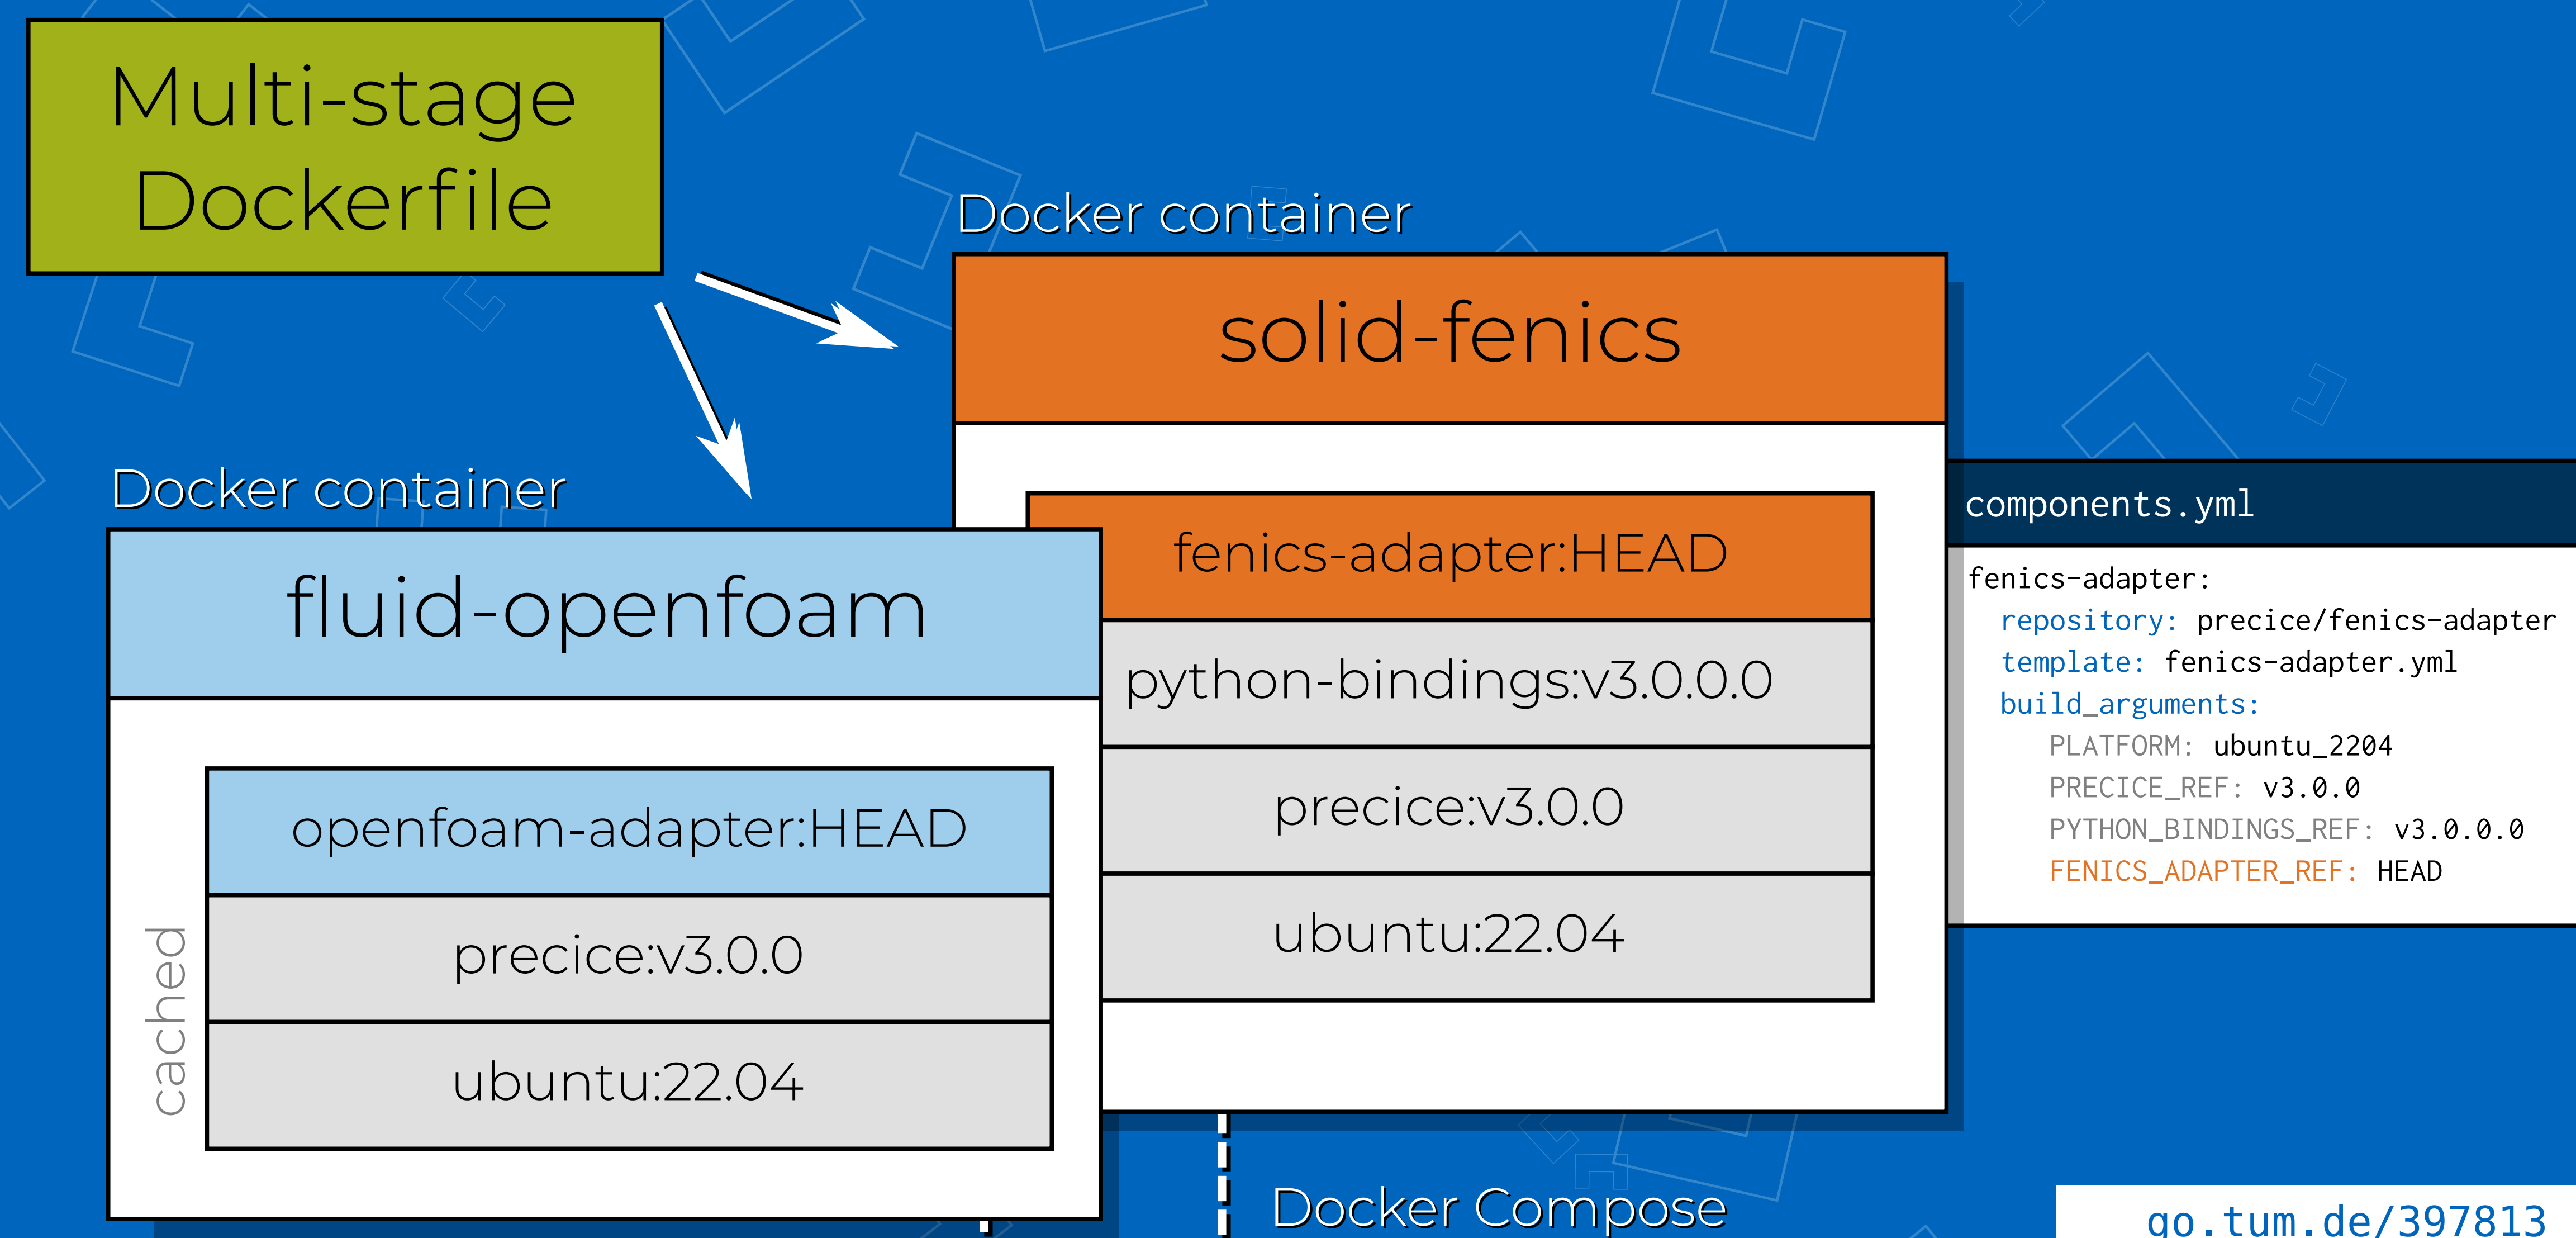 Multi-stage
Dockerfile
Docker container
solid-fenics
fenics-adapter:HEAD
python-bindings:v3.0.0.0
precice:v3.0.0
ubuntu:22.04
Docker container
fluid-openfoam
openfoam-adapter:HEAD
precice:v3.0.0
ubuntu:22.04
cached
components.yml
fenics-adapter:
repository: precice/fenics-adapter
template: fenics-adapter.yml
build_arguments:
PLATFORM: ubuntu_2204
PRECICE_REF: v3.0.0
PYTHON_BINDINGS_REF: v3.0.0.0
FENICS_ADAPTER_REF: HEAD
Docker Compose
go.tum.de/397813